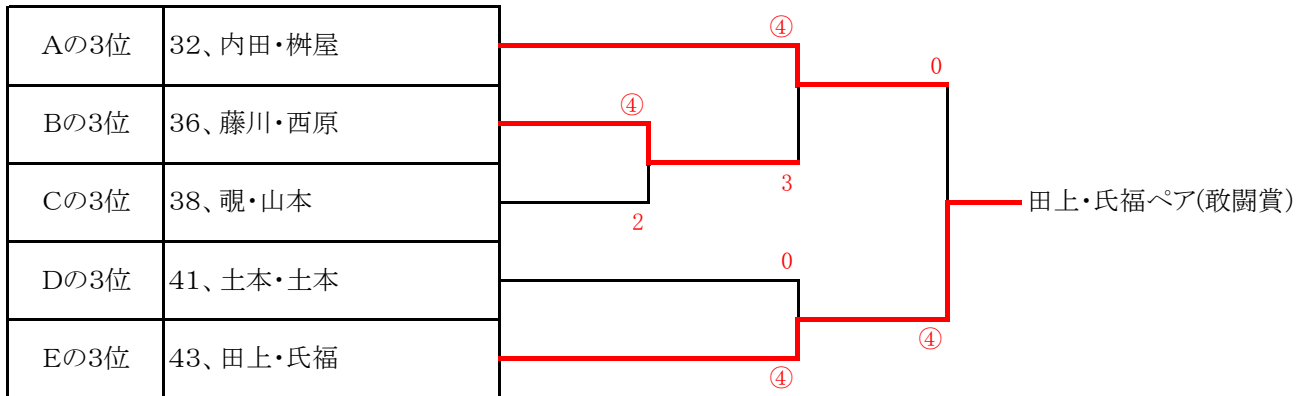 ④
Aの3位 32、内田・桝屋
0
④
Bの3位 36、藤川・西原
3
Cの3位 38、覗・山本
田上・氏福ペア(敢闘賞)
2
0
Dの3位 41、土本・土本
④
Eの3位 43、田上・氏福
④